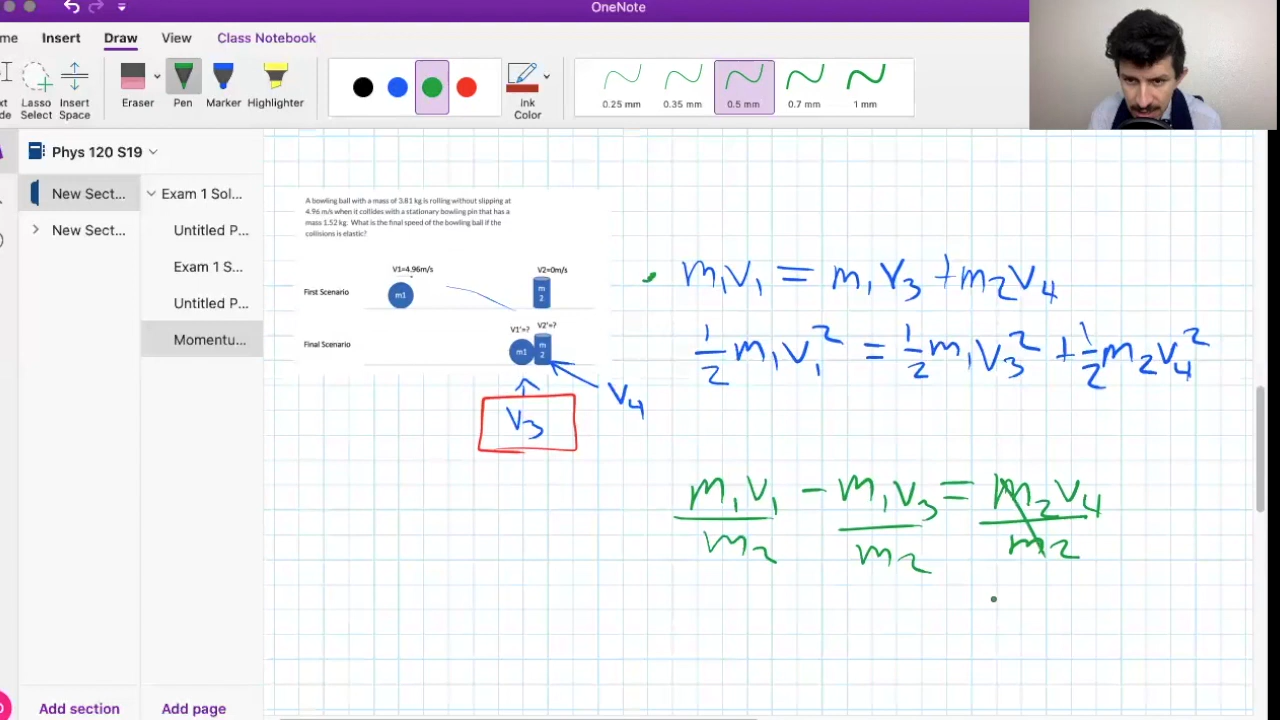 OneNote
me Insert Draw View Class Notebook
Eraser Pen Marker Highlighter
Lasso Select
Insert Space
Ink Color
0.25 mm 0.35 mm 0.5 mm 0.7 mm 1 mm
Phys 120 S19
New Sect...
New Sect...
Exam 1 Sol...
Untitled P...
Exam 1 S...
Untitled P...
Momentu...
Add section Add page
A bowling ball with a mass of 3.81 kg is rolling without slipping at
4.96 m/s when it collides with a stationary bowling pin that has a
mass 1.52 kg. What is the final speed of the bowling ball if the
collisions is elastic?
V1=4.96m/s V2=0m/s
First Scenario m1 m 2
V1'=? V2'=?
Final Scenario m1 m 2
V3 V4
m₁v₁ = m₁v₃ + m₂v₄
½ m₁v₁² = ½ m₁v₃² + ½ m₂v₄²
m₁v₁ − m₁v₃ = m₂v₄
m₂ m₂ m₂